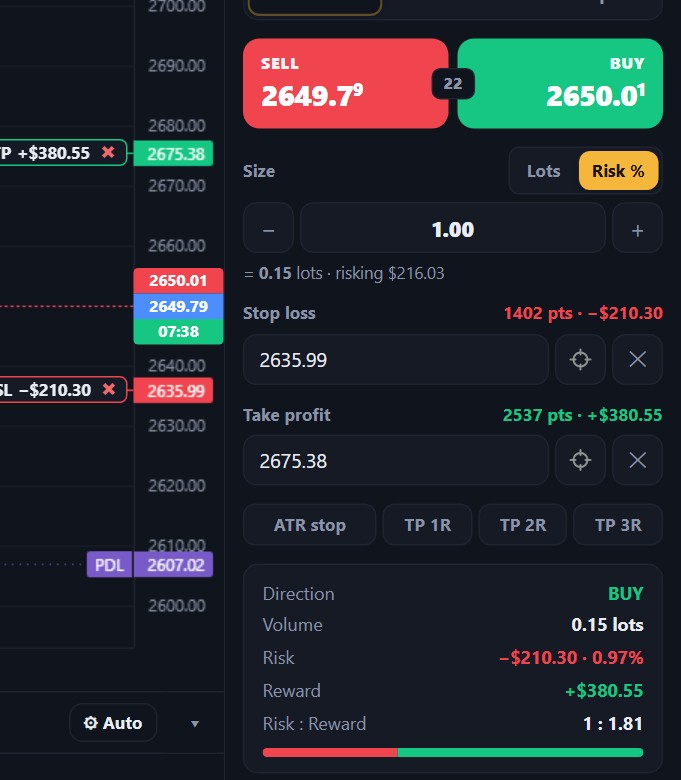 2700.00
2690.00
2680.00
TP +$380.55 ✖ 2675.38
2670.00
2660.00
2650.01
2649.79
07:38
2640.00
SL −$210.30 ✖ 2635.99
2630.00
2620.00
2610.00
PDL 2607.02
2600.00
⚙ Auto ▼
SELL
2649.79
22
BUY
2650.01
Size
Lots
Risk %
− 1.00 +
= 0.15 lots · risking $216.03
Stop loss 1402 pts · −$210.30
2635.99
Take profit 2537 pts · +$380.55
2675.38
ATR stop TP 1R TP 2R TP 3R
Direction BUY
Volume 0.15 lots
Risk −$210.30 · 0.97%
Reward +$380.55
Risk : Reward 1 : 1.81